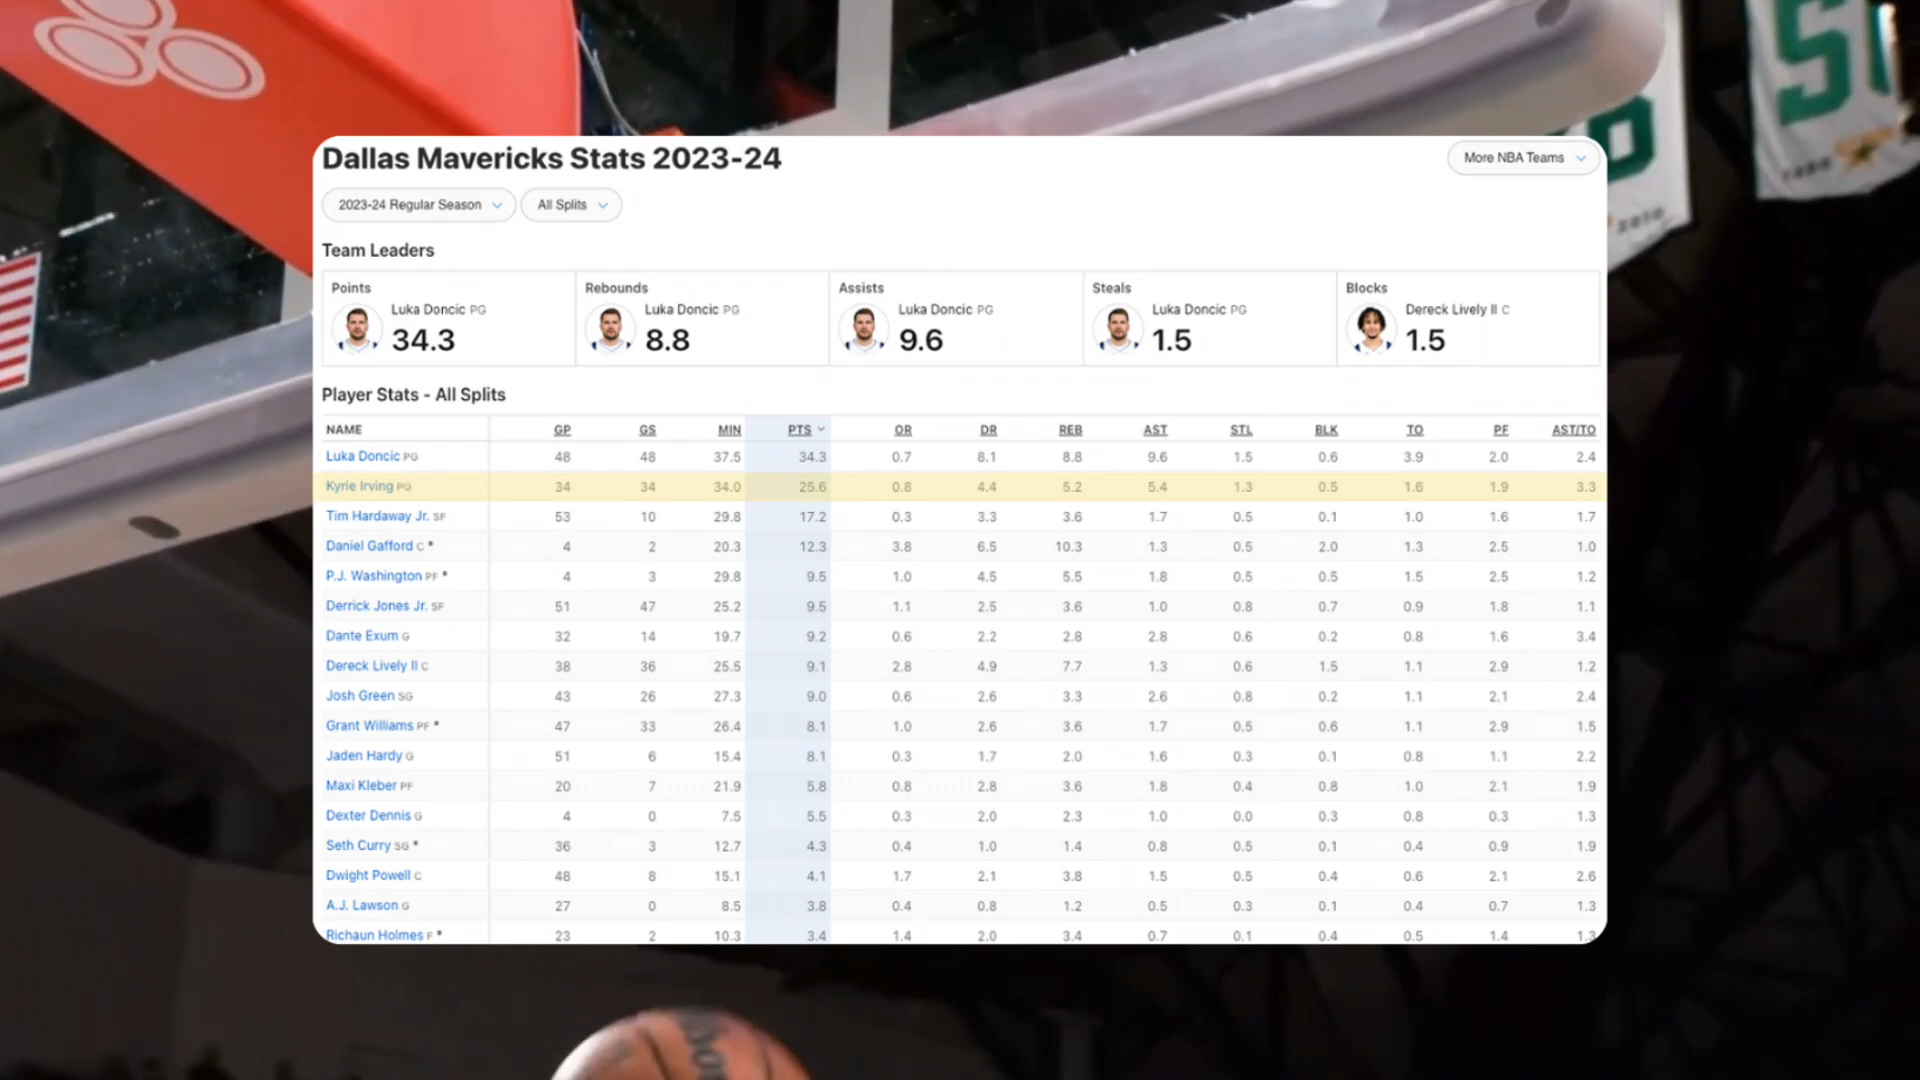 Dallas Mavericks Stats 2023-24
More NBA Teams
2023-24 Regular Season All Splits
Team Leaders
Points Rebounds Assists Steals Blocks
Luka Doncic PG Luka Doncic PG Luka Doncic PG Luka Doncic PG Dereck Lively II C
34.3 8.8 9.6 1.5 1.5
Player Stats - All Splits
NAME GP GS MIN PTS OR DR REB AST STL BLK TO PF AST/TO
Luka Doncic PG 48 48 37.5 34.3 0.7 8.1 8.8 9.6 1.5 0.6 3.9 2.0 2.4
Kyrie Irving PG 34 34 34.0 25.6 0.8 4.4 5.2 5.4 1.3 0.5 1.6 1.9 3.3
Tim Hardaway Jr. SF 53 10 29.8 17.2 0.3 3.3 3.6 1.7 0.5 0.1 1.0 1.6 1.7
Daniel Gafford C * 4 2 20.3 12.3 3.8 6.5 10.3 1.3 0.5 2.0 1.3 2.5 1.0
P.J. Washington PF * 4 3 29.8 9.5 1.0 4.5 5.5 1.8 0.5 0.5 1.5 2.5 1.2
Derrick Jones Jr. SF 51 47 25.2 9.5 1.1 2.5 3.6 1.0 0.8 0.7 0.9 1.8 1.1
Dante Exum G 32 14 19.7 9.2 0.6 2.2 2.8 2.8 0.6 0.2 0.8 1.6 3.4
Dereck Lively II C 38 36 25.5 9.1 2.8 4.9 7.7 1.3 0.6 1.5 1.1 2.9 1.2
Josh Green SG 43 26 27.3 9.0 0.6 2.6 3.3 2.6 0.8 0.2 1.1 2.1 2.4
Grant Williams PF * 47 33 26.4 8.1 1.0 2.6 3.6 1.7 0.5 0.6 1.1 2.9 1.5
Jaden Hardy G 51 6 15.4 8.1 0.3 1.7 2.0 1.6 0.3 0.1 0.8 1.1 2.2
Maxi Kleber PF 20 7 21.9 5.8 0.8 2.8 3.6 1.8 0.4 0.8 1.0 2.1 1.9
Dexter Dennis G 4 0 7.5 5.5 0.3 2.0 2.3 1.0 0.0 0.3 0.8 0.3 1.3
Seth Curry SG * 36 3 12.7 4.3 0.4 1.0 1.4 0.8 0.5 0.1 0.4 0.9 1.9
Dwight Powell C 48 8 15.1 4.1 1.7 2.1 3.8 1.5 0.5 0.4 0.6 2.1 2.6
A.J. Lawson G 27 0 8.5 3.8 0.4 0.8 1.2 0.5 0.3 0.1 0.4 0.7 1.3
Richaun Holmes F * 23 2 10.3 3.4 1.4 2.0 3.4 0.7 0.1 0.4 0.5 1.4 1.3